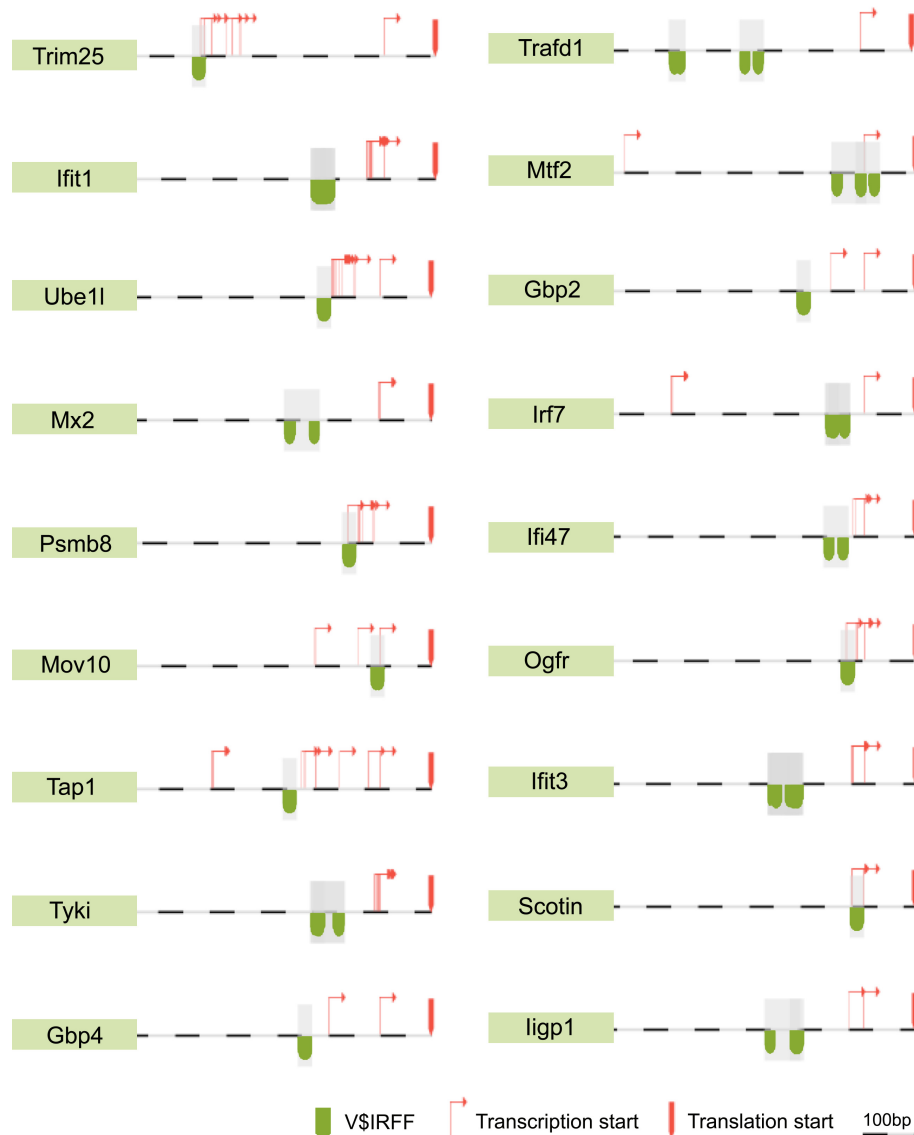 Trim25
Trafd1
Ifit1
Mtf2
Ube1l
Gbp2
Mx2
Irf7
Psmb8
Ifi47
Mov10
Ogfr
Tap1
Ifit3
Tyki
Scotin
Gbp4
Iigp1
V$IRFF
Transcription start
Translation start
100bp